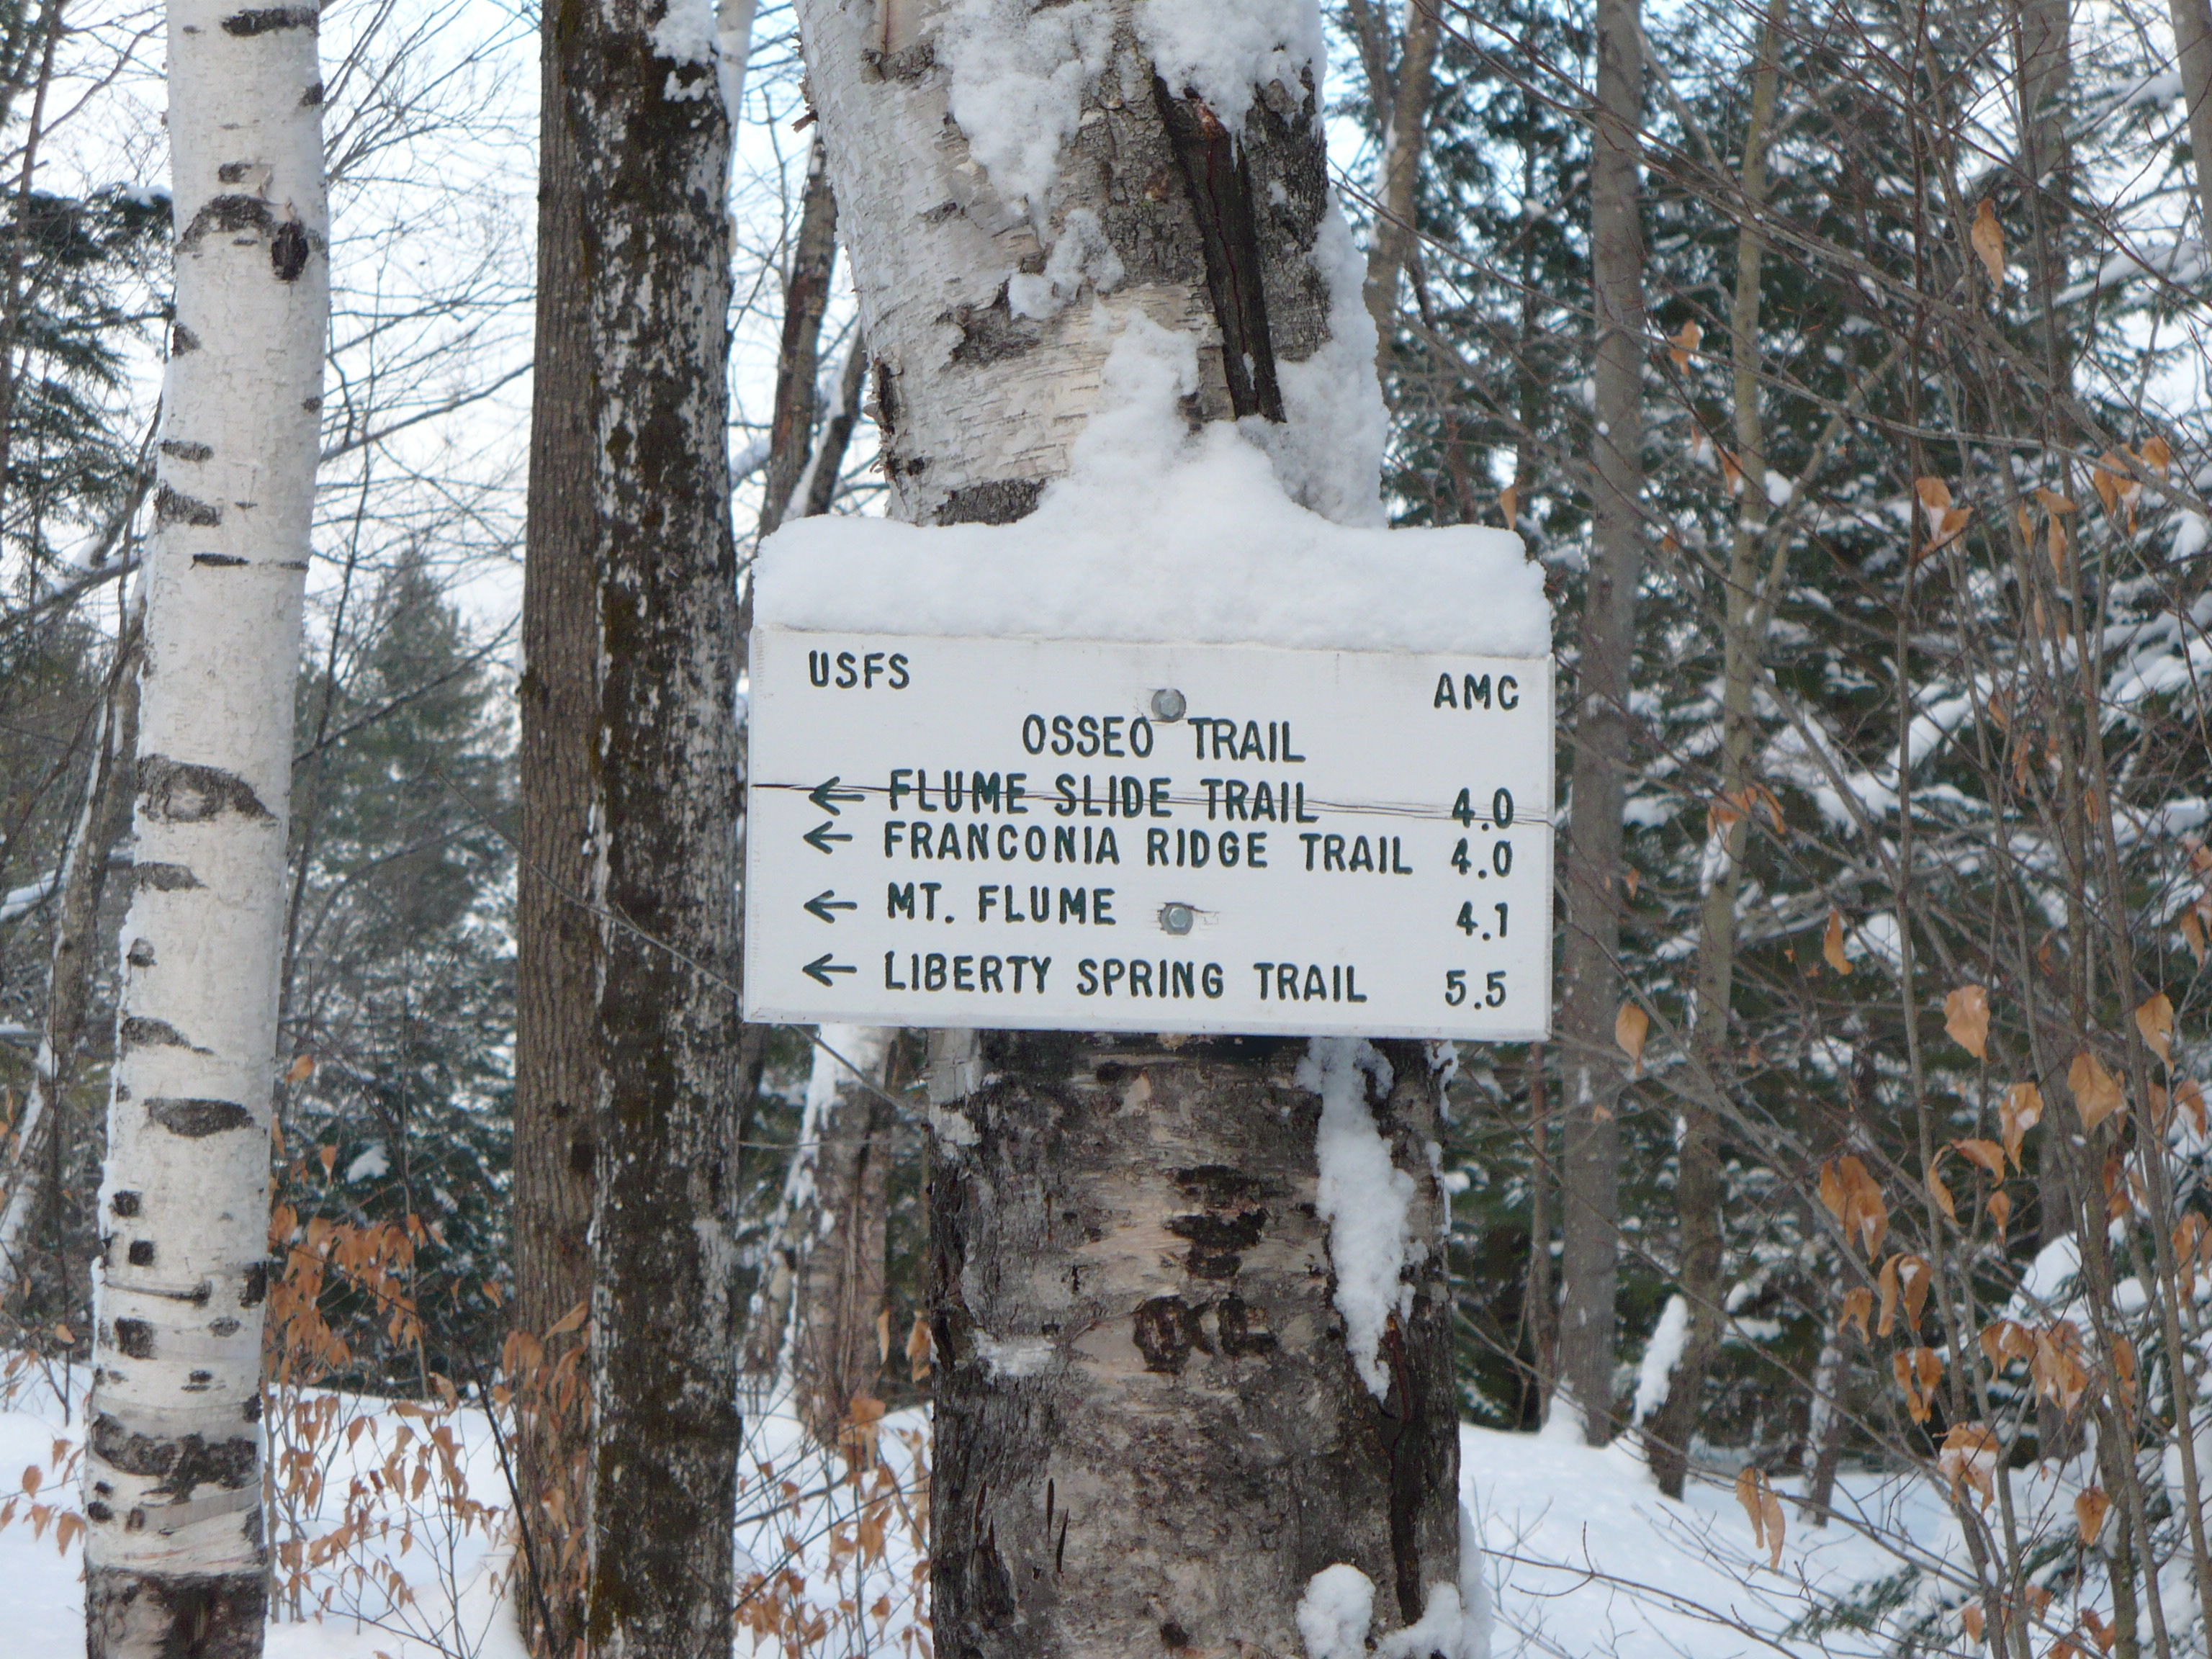 USFS AMC
OSSEO TRAIL
← FLUME SLIDE TRAIL 4.0
← FRANCONIA RIDGE TRAIL 4.0
← MT. FLUME 4.1
← LIBERTY SPRING TRAIL 5.5